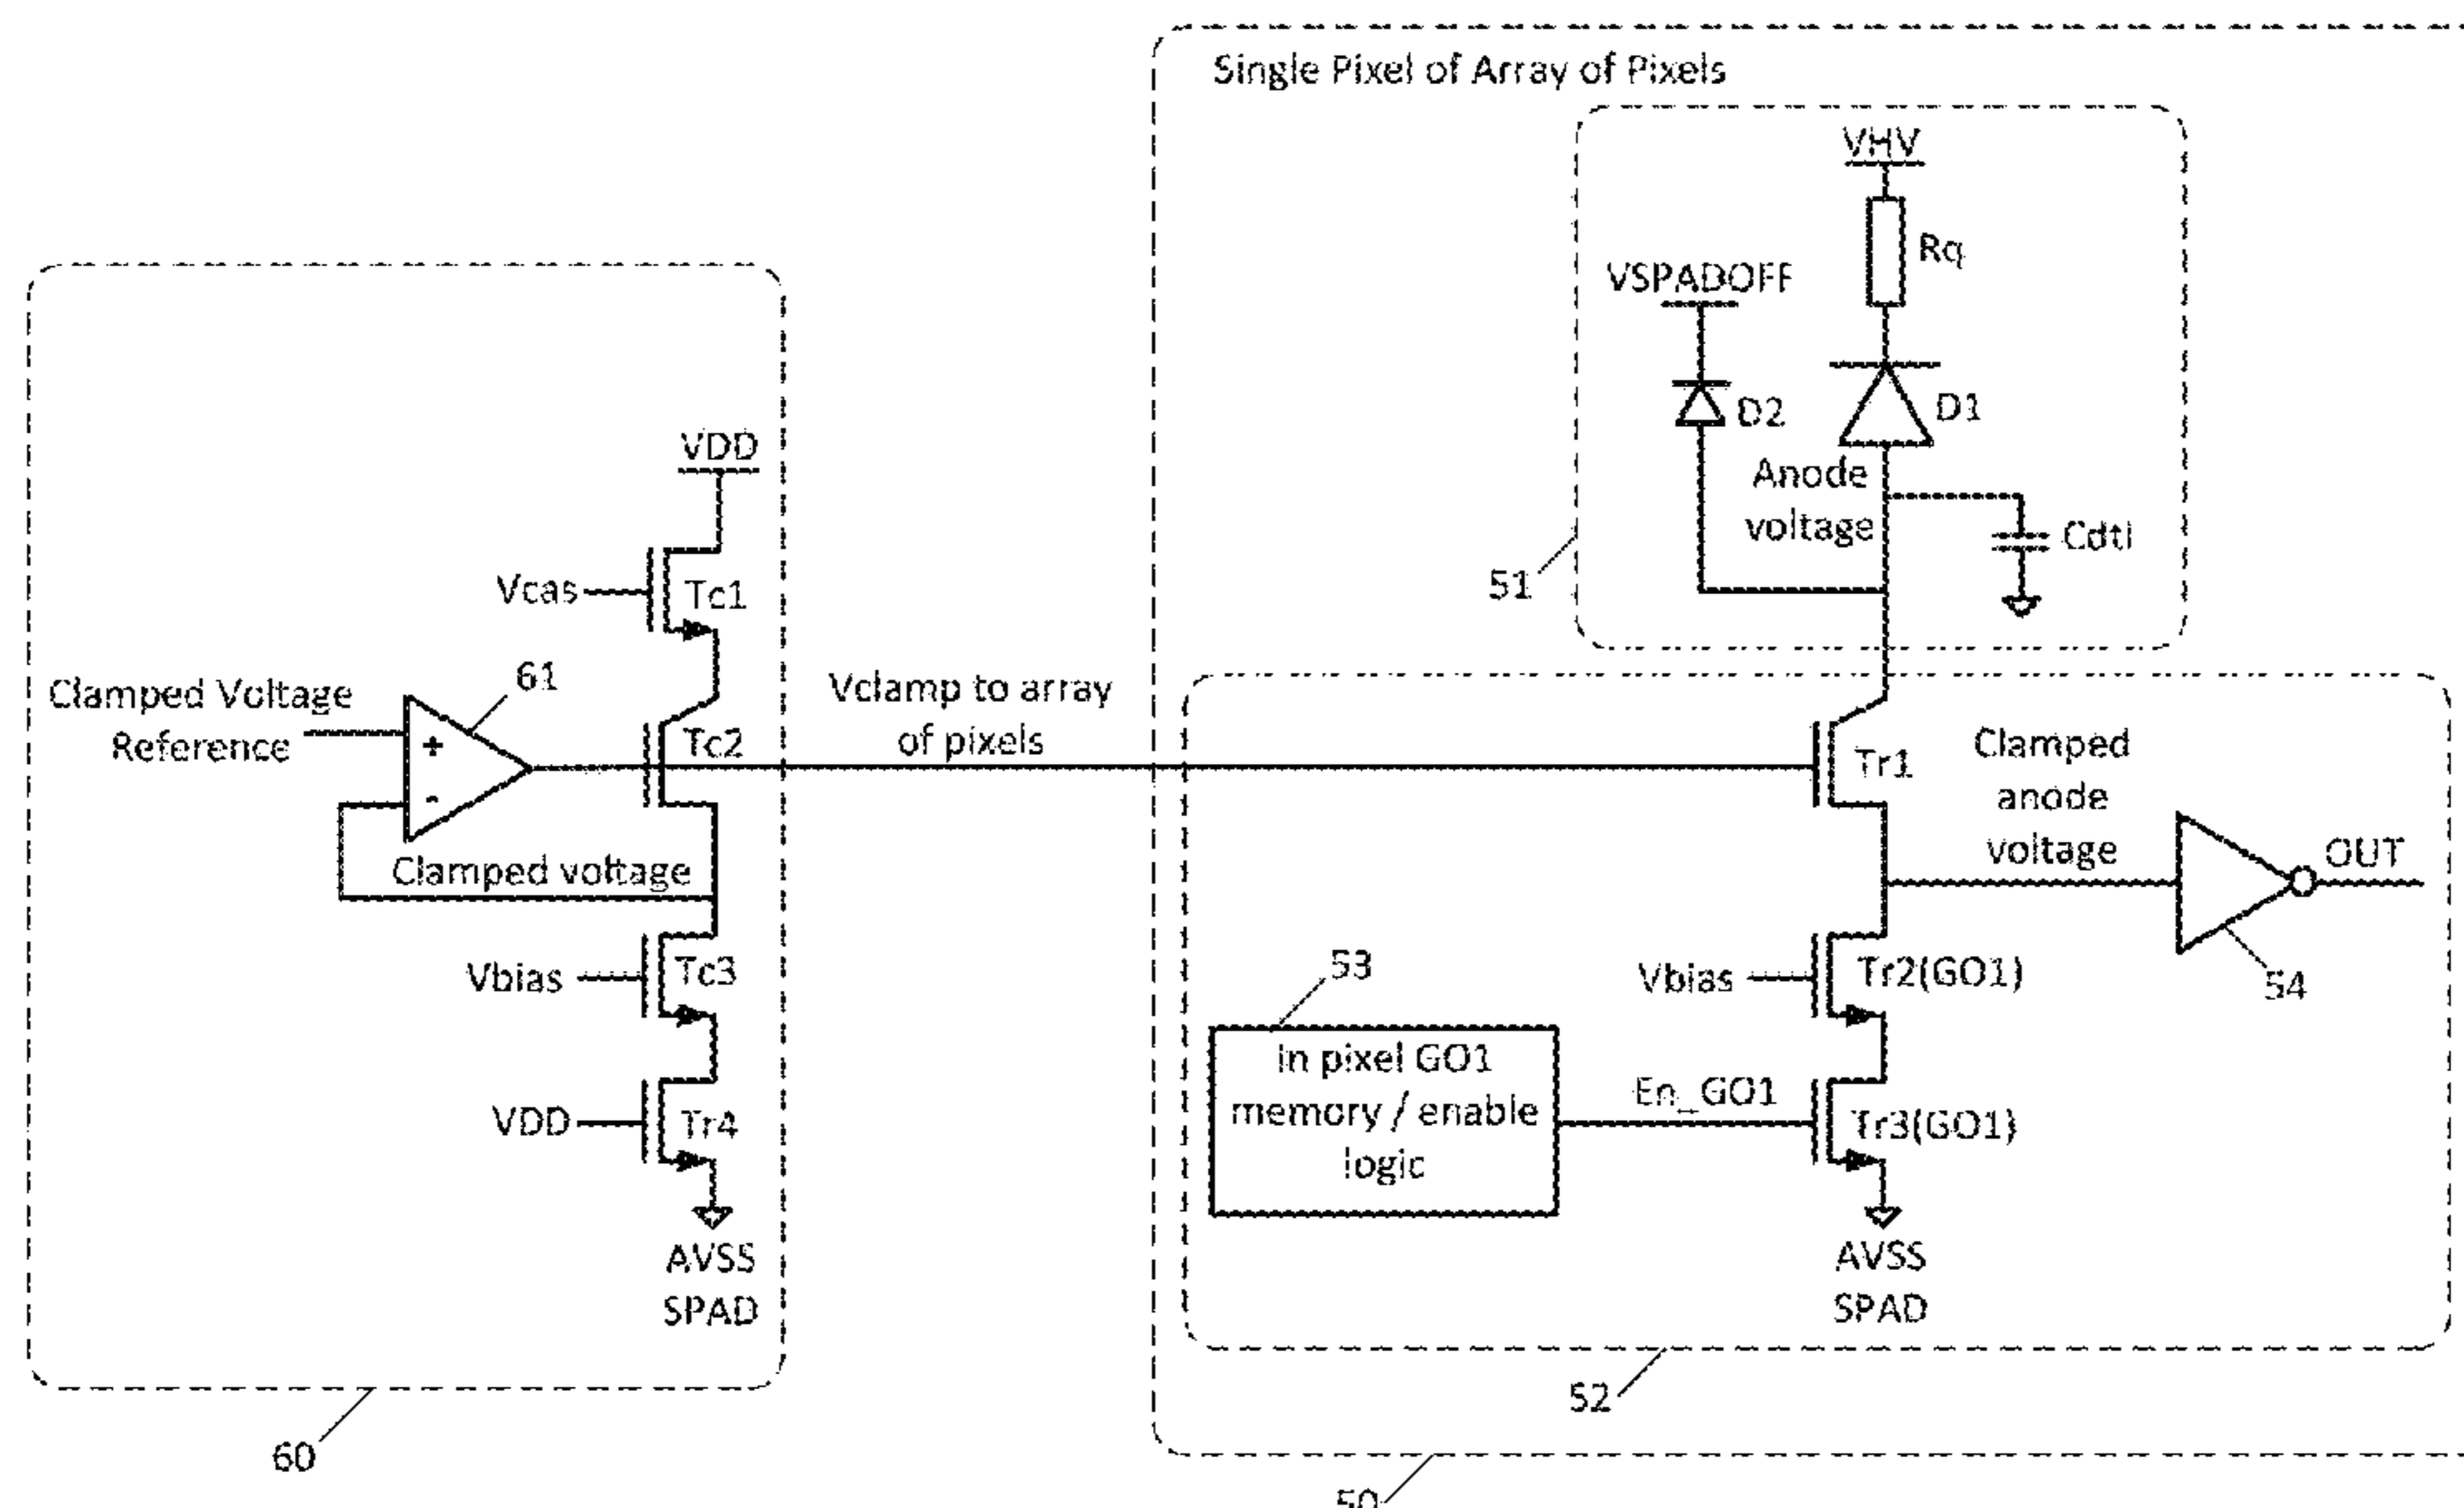 Single Pixel of Array of Pixels
VHV
Rq
VSPADOFF
D2
D1
Anode
voltage
Cdtl
51
VDD
Vcas
Tc1
61
Clamped Voltage
Reference
+
-
Tc2
Vclamp to array
of pixels
Tr1
Clamped
anode
voltage
OUT
54
Clamped voltage
Vbias
Tc3
Vbias
Tr2(GO1)
53
In pixel GO1
memory / enable
logic
En_GO1
Tr3(GO1)
VDD
Tr4
AVSS
SPAD
AVSS
SPAD
52
60
50